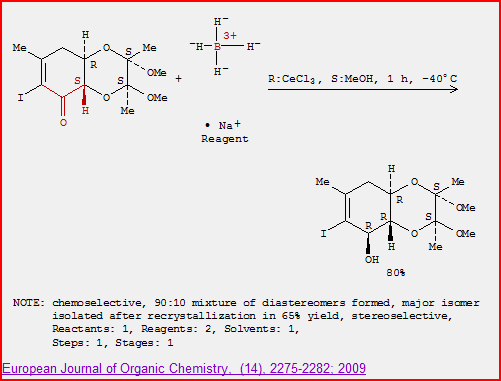 H
Me O Me
R S OMe
I S S OMe
O
H Me
O
+
H⁻
3+
H⁻ B H⁻
H⁻
• Na+
Reagent
R:CeCl3, S:MeOH, 1 h, -40°C
H
Me O Me
R S OMe
I R R S OMe
O
H Me
OH
80%
NOTE: chemoselective, 90:10 mixture of diastereomers formed, major isomer
isolated after recrystallization in 65% yield, stereoselective,
Reactants: 1, Reagents: 2, Solvents: 1,
Steps: 1, Stages: 1
European Journal of Organic Chemistry, (14), 2275-2282; 2009